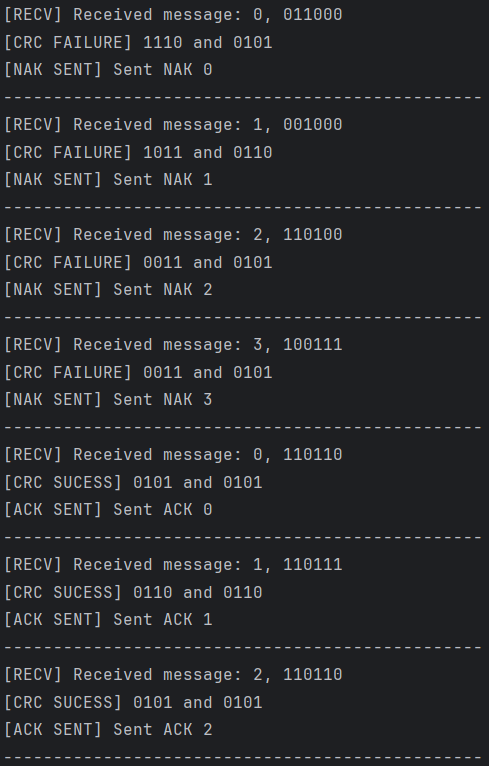 [RECV] Received message: 0, 011000
[CRC FAILURE] 1110 and 0101
[NAK SENT] Sent NAK 0
------------------------------------------------
[RECV] Received message: 1, 001000
[CRC FAILURE] 1011 and 0110
[NAK SENT] Sent NAK 1
------------------------------------------------
[RECV] Received message: 2, 110100
[CRC FAILURE] 0011 and 0101
[NAK SENT] Sent NAK 2
------------------------------------------------
[RECV] Received message: 3, 100111
[CRC FAILURE] 0011 and 0101
[NAK SENT] Sent NAK 3
------------------------------------------------
[RECV] Received message: 0, 110110
[CRC SUCESS] 0101 and 0101
[ACK SENT] Sent ACK 0
------------------------------------------------
[RECV] Received message: 1, 110111
[CRC SUCESS] 0110 and 0110
[ACK SENT] Sent ACK 1
------------------------------------------------
[RECV] Received message: 2, 110110
[CRC SUCESS] 0101 and 0101
[ACK SENT] Sent ACK 2
------------------------------------------------